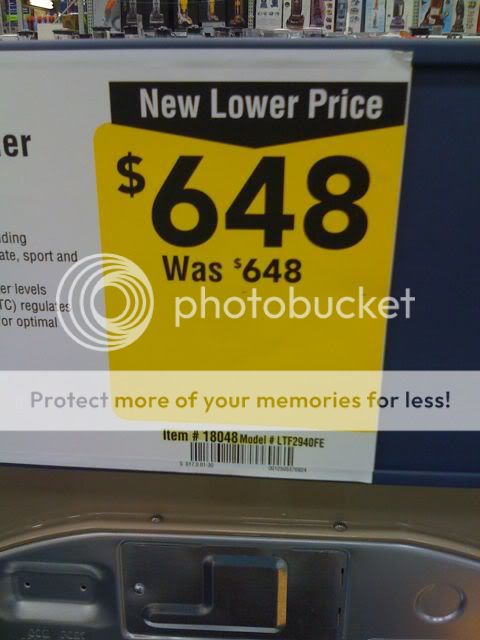 New Lower Price
er
$648
Was $648
ding
ate, sport and
er levels
TC) regulates
or optimal
photobucket
Protect more of your memories for less!
Item # 18048 Model # LTF2940FE